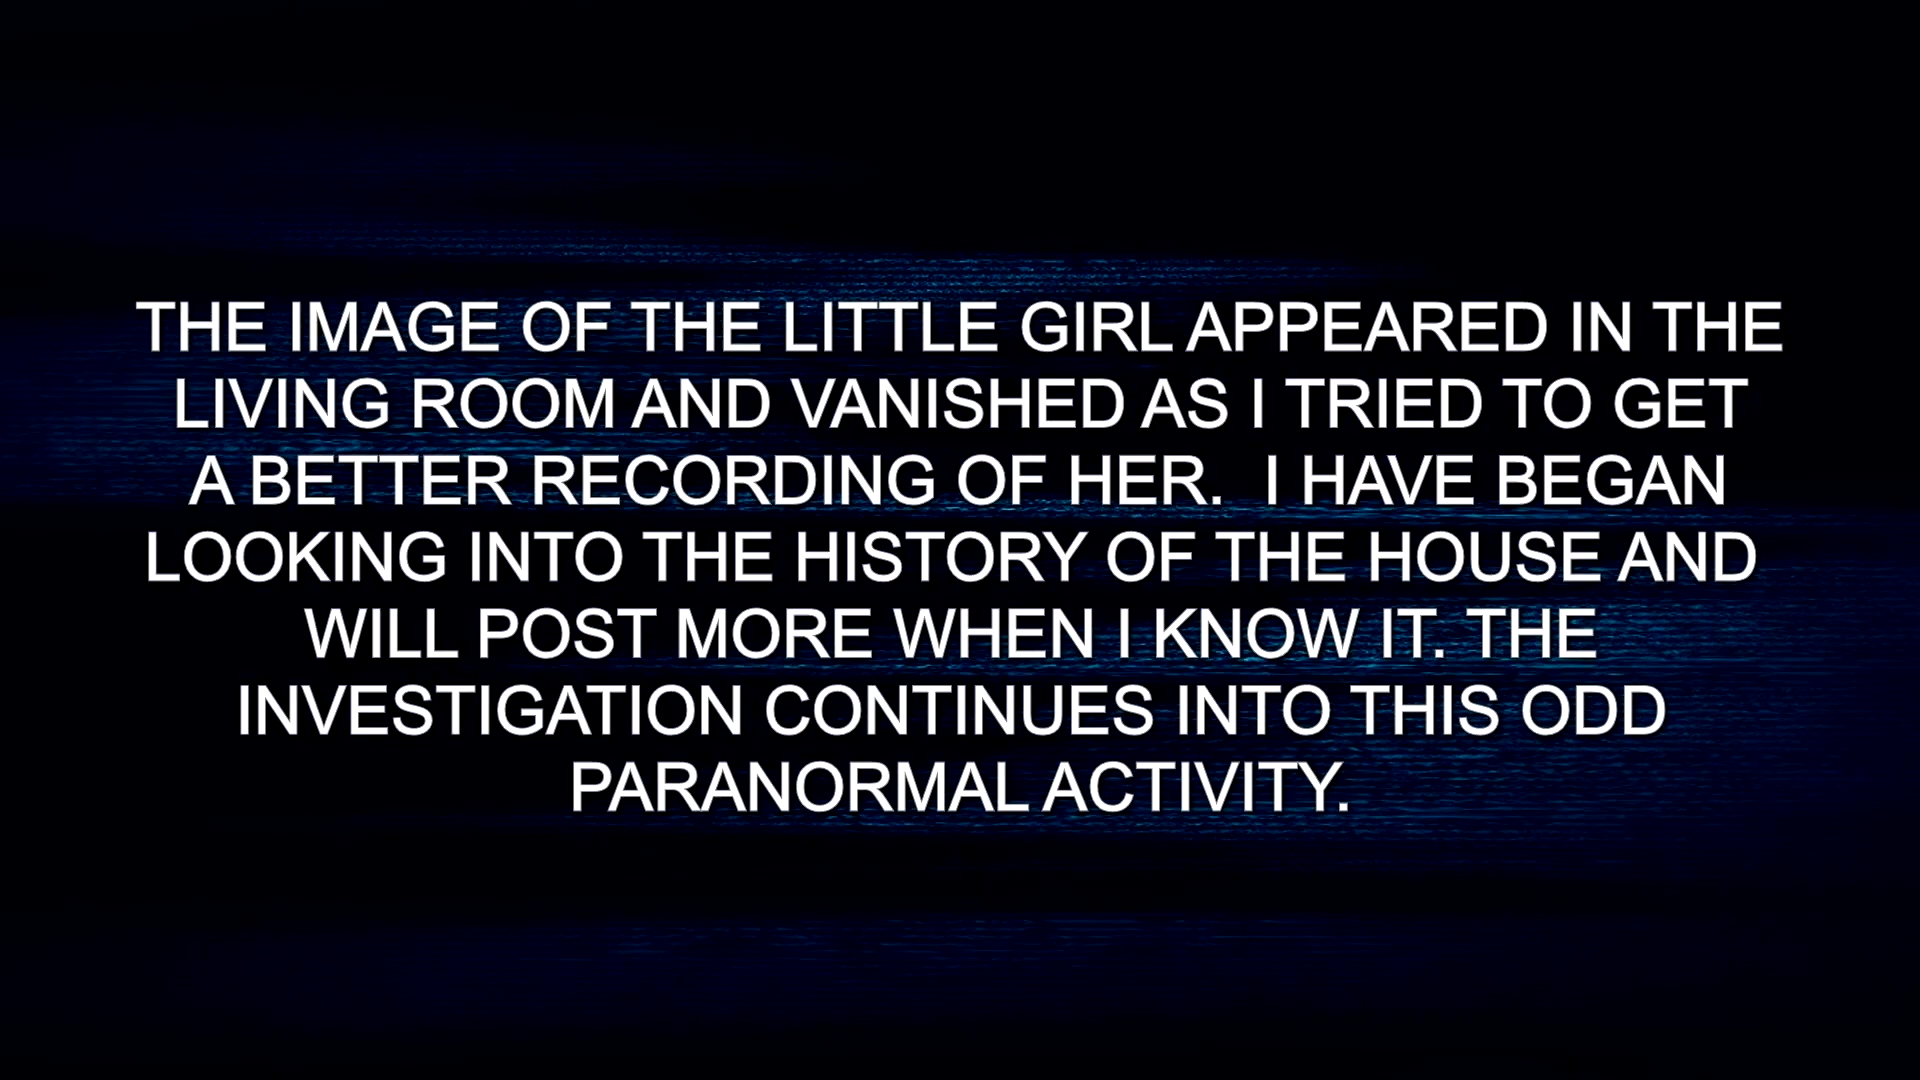 THE IMAGE OF THE LITTLE GIRL APPEARED IN THE
LIVING ROOM AND VANISHED AS I TRIED TO GET
A BETTER RECORDING OF HER.  I HAVE BEGAN
LOOKING INTO THE HISTORY OF THE HOUSE AND
WILL POST MORE WHEN I KNOW IT. THE
INVESTIGATION CONTINUES INTO THIS ODD
PARANORMAL ACTIVITY.